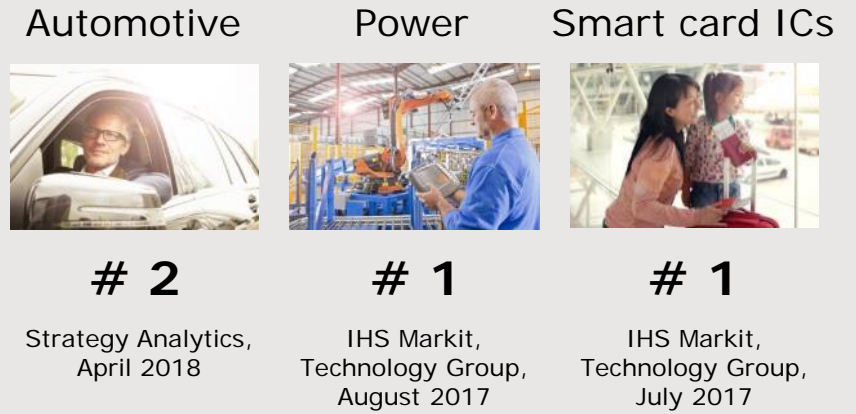 Automotive
Power
Smart card ICs
# 2
# 1
# 1
Strategy Analytics,
April 2018
IHS Markit,
Technology Group,
August 2017
IHS Markit,
Technology Group,
July 2017